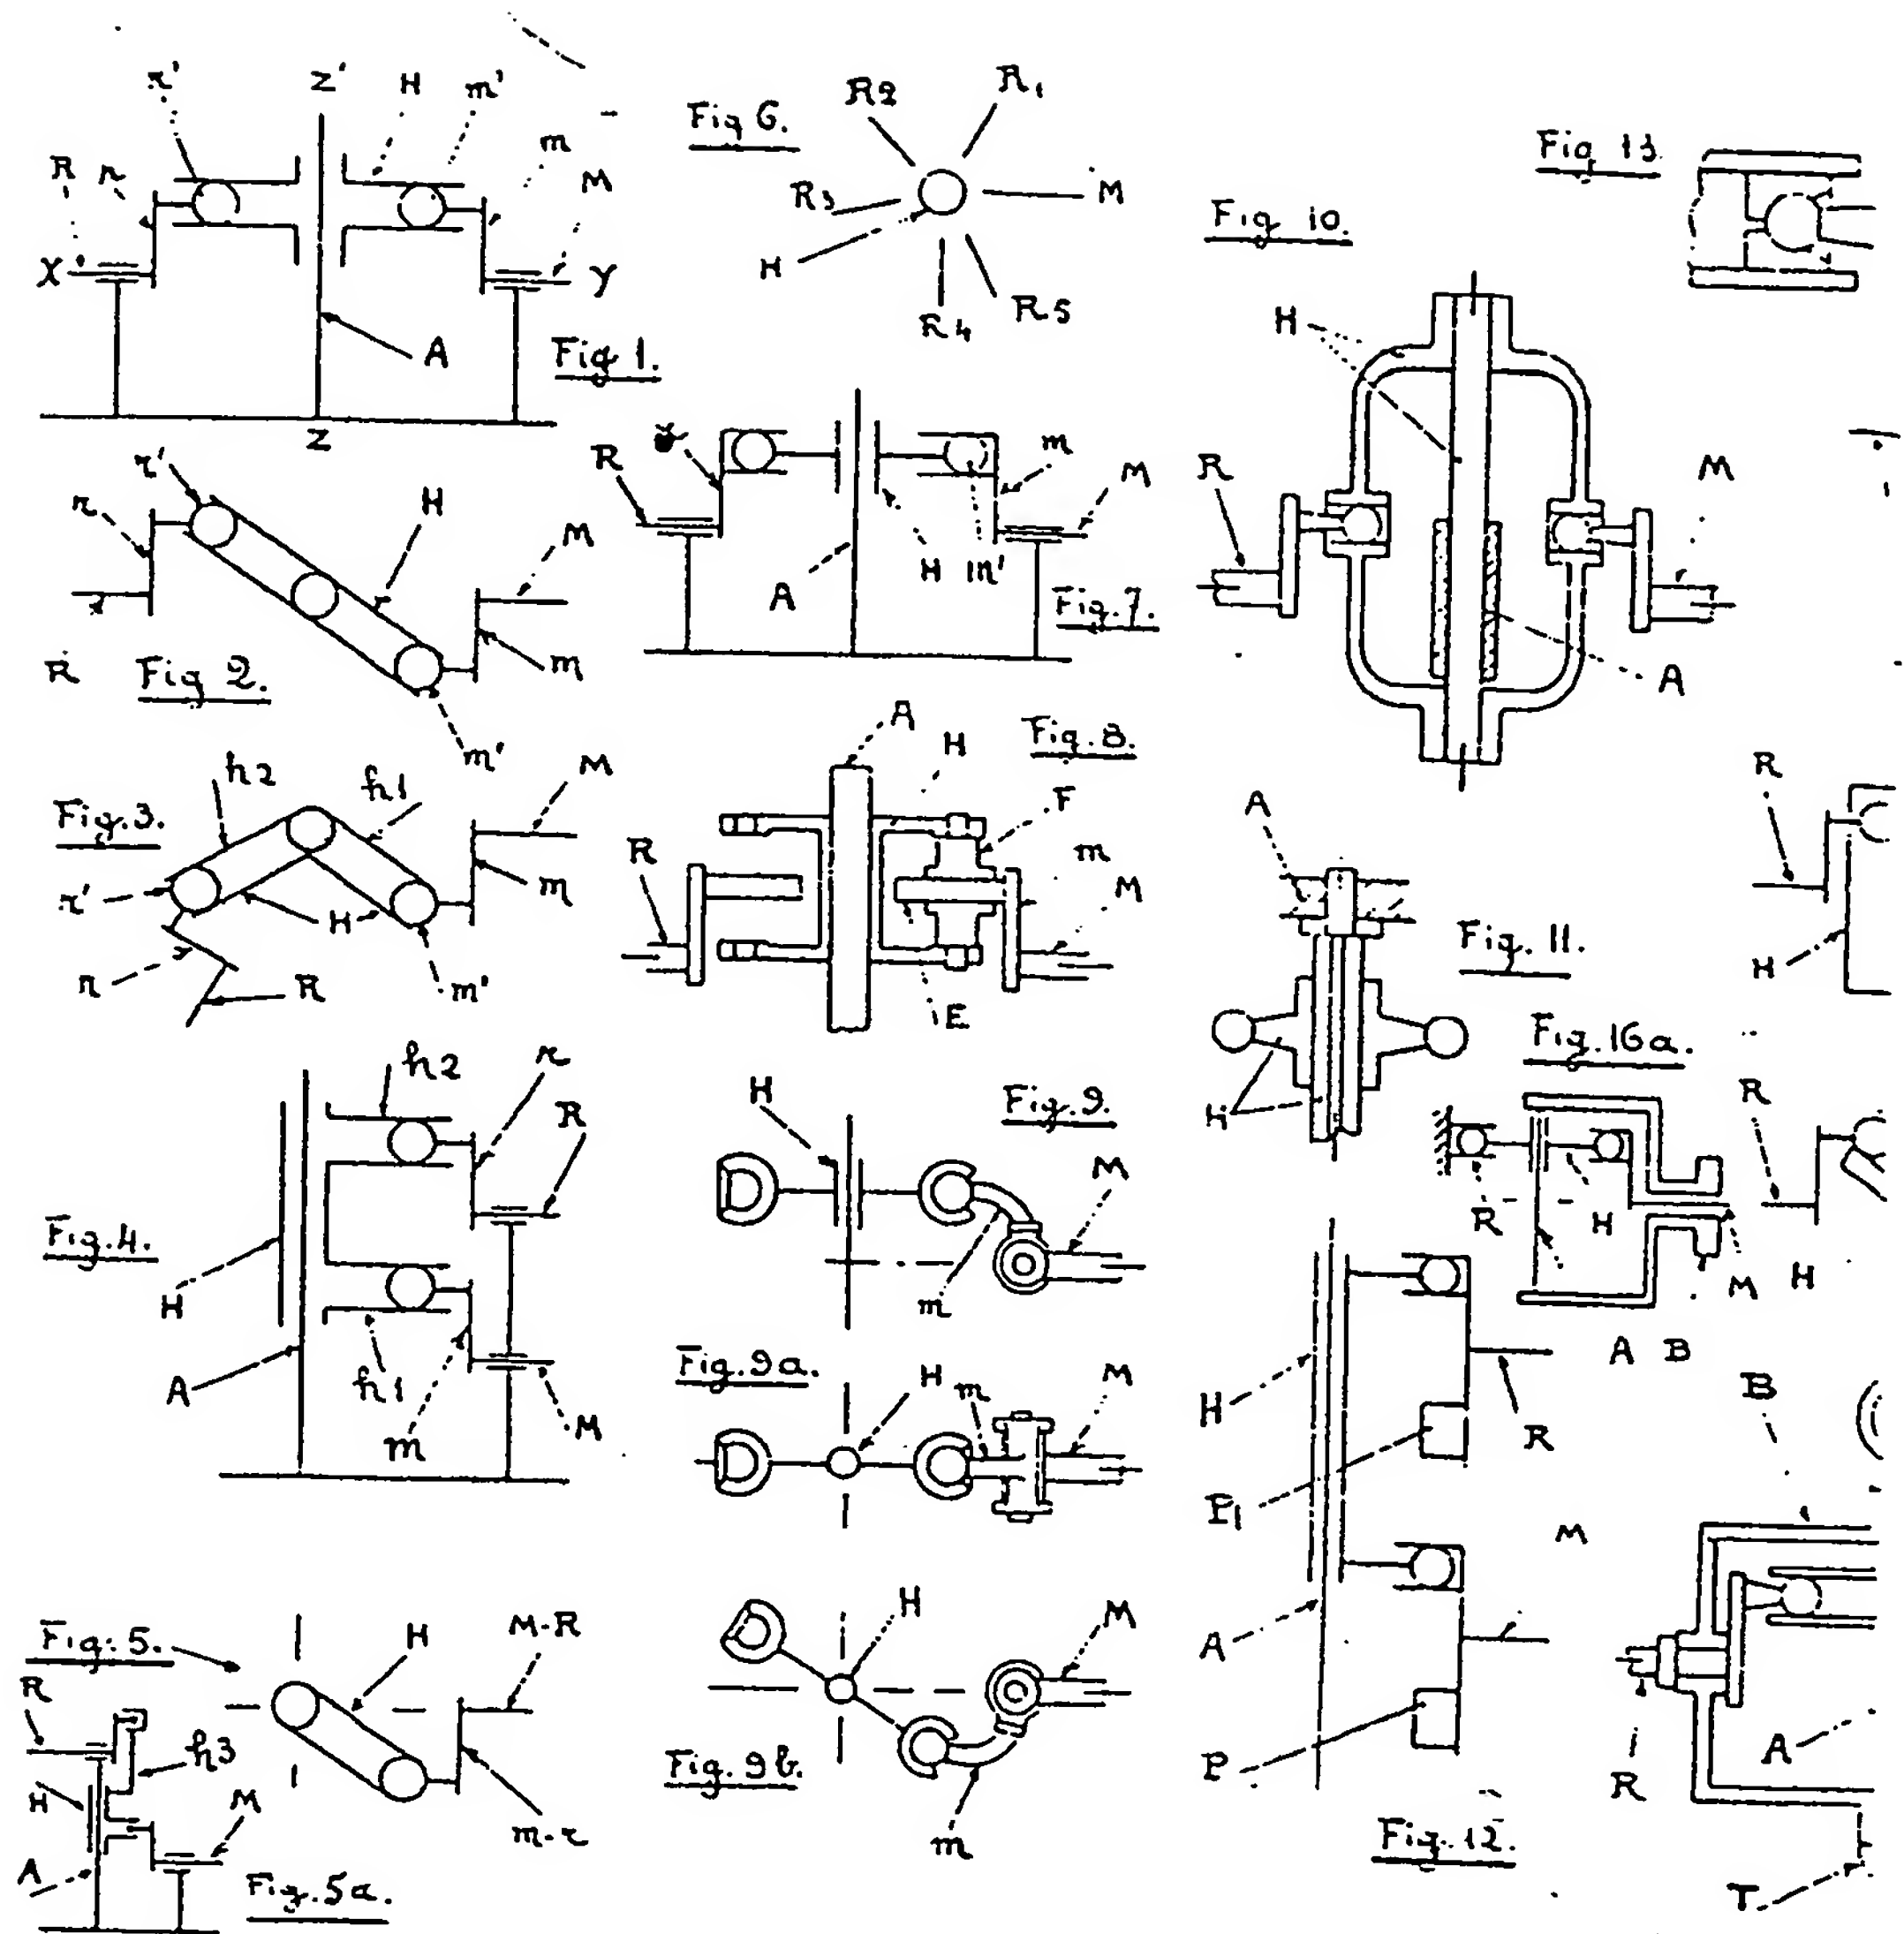 r' z' H m'
R r m M
X y
A
Fig 1.
z
r' H
r M
m
R Fig 2.
m'
h2 h1 M
Fig.3.
r' H m
r R m'
h2 r
R
Fig.4.
H
A h1
m M
Fig. 5. H M-R
R
h3
H M
m-r
A
Fig. 5a.
Fig 6. R2 R1
R3 M
H
R4 R5
R m M
H m'
A
Fig. 7.
A H Fig. 8.
F
R m
M
E
H Fig. 9.
M
m
Fig. 9a. H m M
H M
Fig. 9b.
m
Fig 10.
H
R M
A
A
Fig. 11.
H
Fig 13.
R
H
Fig. 16a.
R
R H
M H
A B
B
H R
P1
M
A
P
Fig. 12.
R A
T